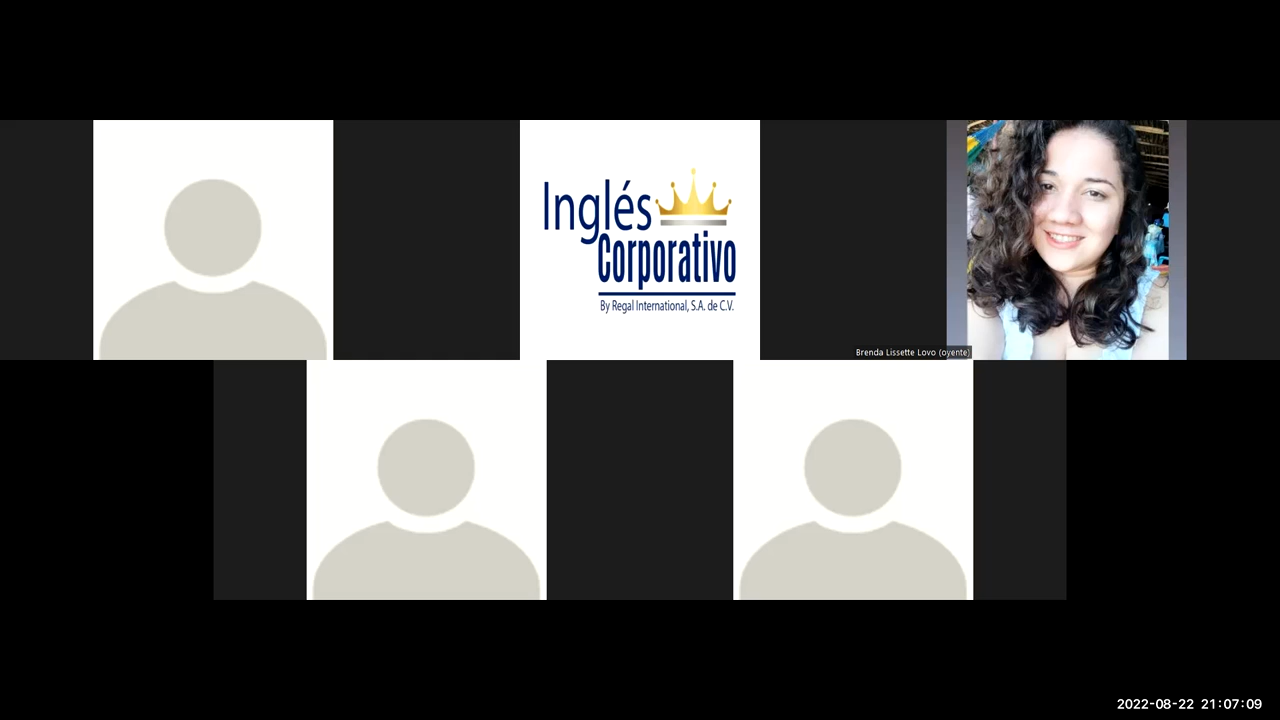 Inglés
Corporativo
By Regal International, S.A. de C.V.
Brenda Lissette Lovo (oyente)
2022-08-22 21:07:09